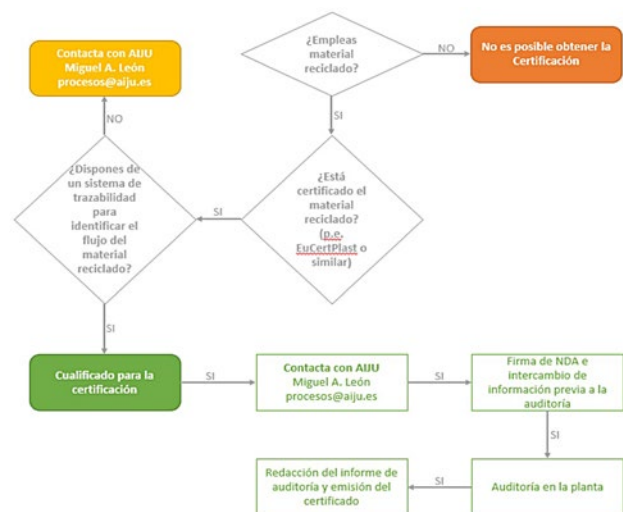 ¿Empleas
material
reciclado?
NO
No es posible obtener la
Certificación
Contacta con AIJU
Miguel A. León
procesos@aiju.es
SI
NO
¿Está
certificado el
material
reciclado?
(p.e.
EuCertPlast o
similar)
SI
¿Dispones de
un sistema de
trazabilidad
para
identificar el
flujo del
material
reciclado?
SI
Cualificado para la
certificación
SI
Contacta con AIJU
Miguel A. León
procesos@aiju.es
SI
Firma de NDA e
intercambio de
información previa a la
auditoría
SI
Auditoría en la planta
SI
Redacción del informe de
auditoría y emisión del
certificado